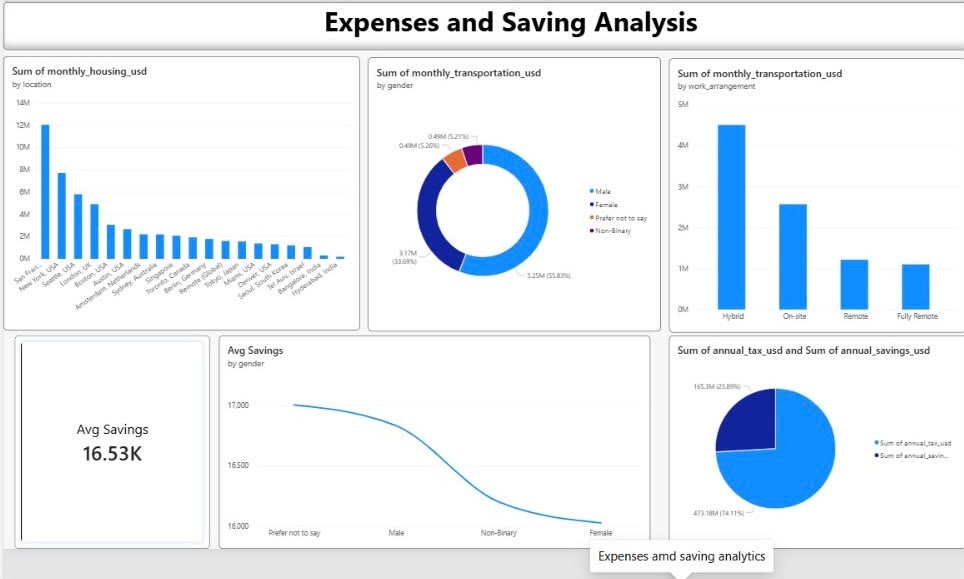 Expenses and Saving Analysis
Sum of monthly_housing_usd
by location
14M
12M
10M
8M
6M
4M
2M
0M
San Fran...
New York, USA
Seattle, USA
London, UK
Boston, USA
Austin, USA
Amsterdam, Netherlands
Sydney, Australia
Singapore
Toronto, Canada
Berlin, Germany
Remote (Global)
Tokyo, Japan
Miami, USA
Denver, USA
Seoul, South Korea
Tel Aviv, Israel
Bangalore, India
Hyderabad, India
Sum of monthly_transportation_usd
by gender
0.49M (5.21%)
0.49M (5.26%)
3.17M
(33.69%)
5.25M (55.83%)
Male
Female
Prefer not to say
Non-Binary
Sum of monthly_transportation_usd
by work_arrangement
5M
4M
3M
2M
1M
0M
Hybrid
On-site
Remote
Fully Remote
Avg Savings
16.53K
Avg Savings
by gender
17,000
16,500
16,000
Prefer not to say
Male
Non-Binary
Female
Sum of annual_tax_usd and Sum of annual_savings_usd
165.3M (25.89%)
473.18M (74.11%)
Sum of annual_tax_usd
Sum of annual_savin...
Expenses amd saving analytics